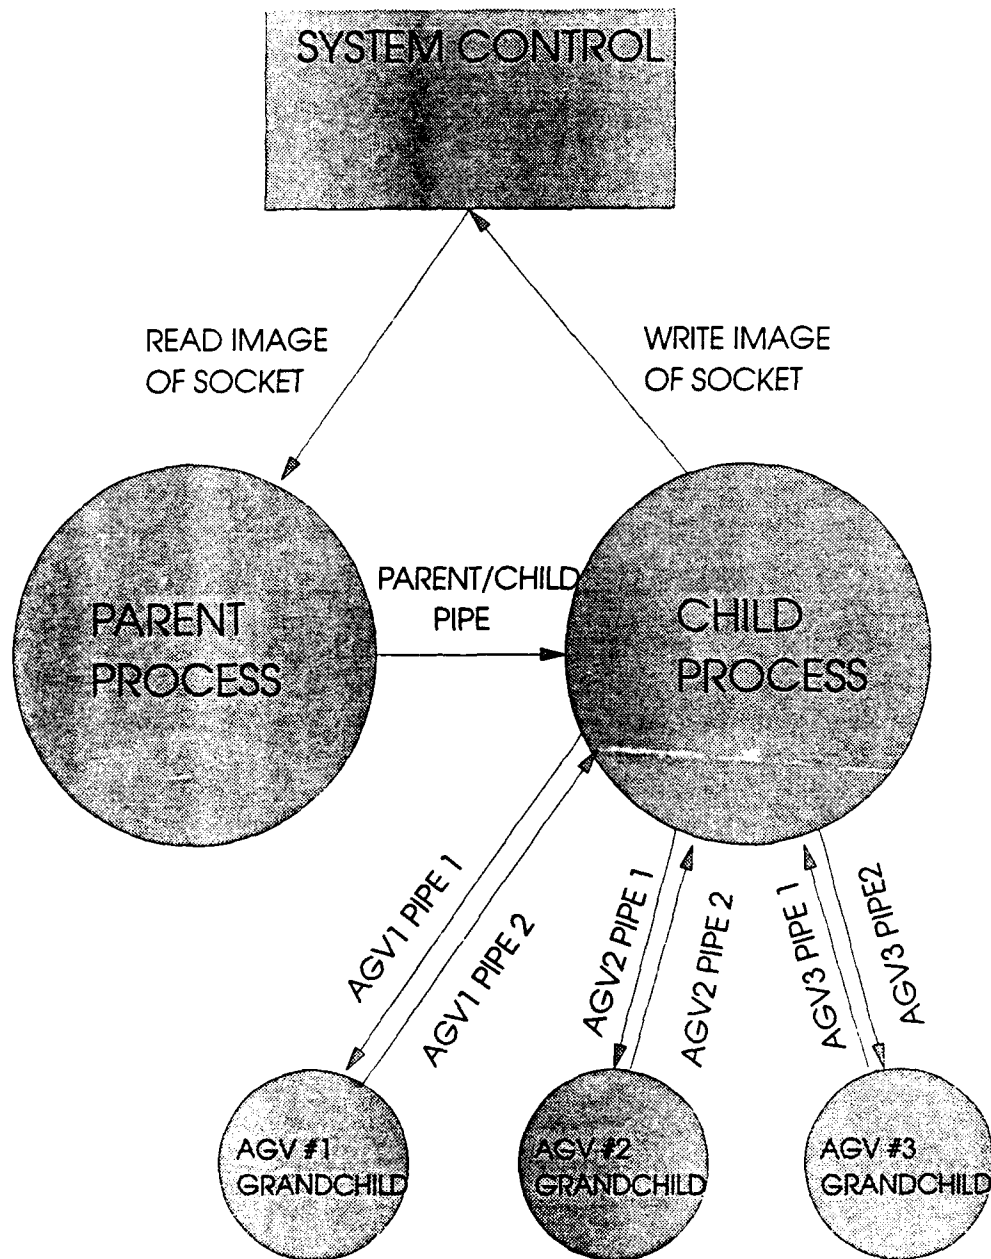 SYSTEM CONTROL
READ IMAGE
OF SOCKET
WRITE IMAGE
OF SOCKET
PARENT/CHILD
PIPE
PARENT
PROCESS
CHILD
PROCESS
AGV1 PIPE 1
AGV1 PIPE 2
AGV2 PIPE 1
AGV2 PIPE 2
AGV3 PIPE 1
AGV3 PIPE2
AGV #1
GRANDCHILD
AGV #2
GRANDCHILD
AGV #3
GRANDCHILD